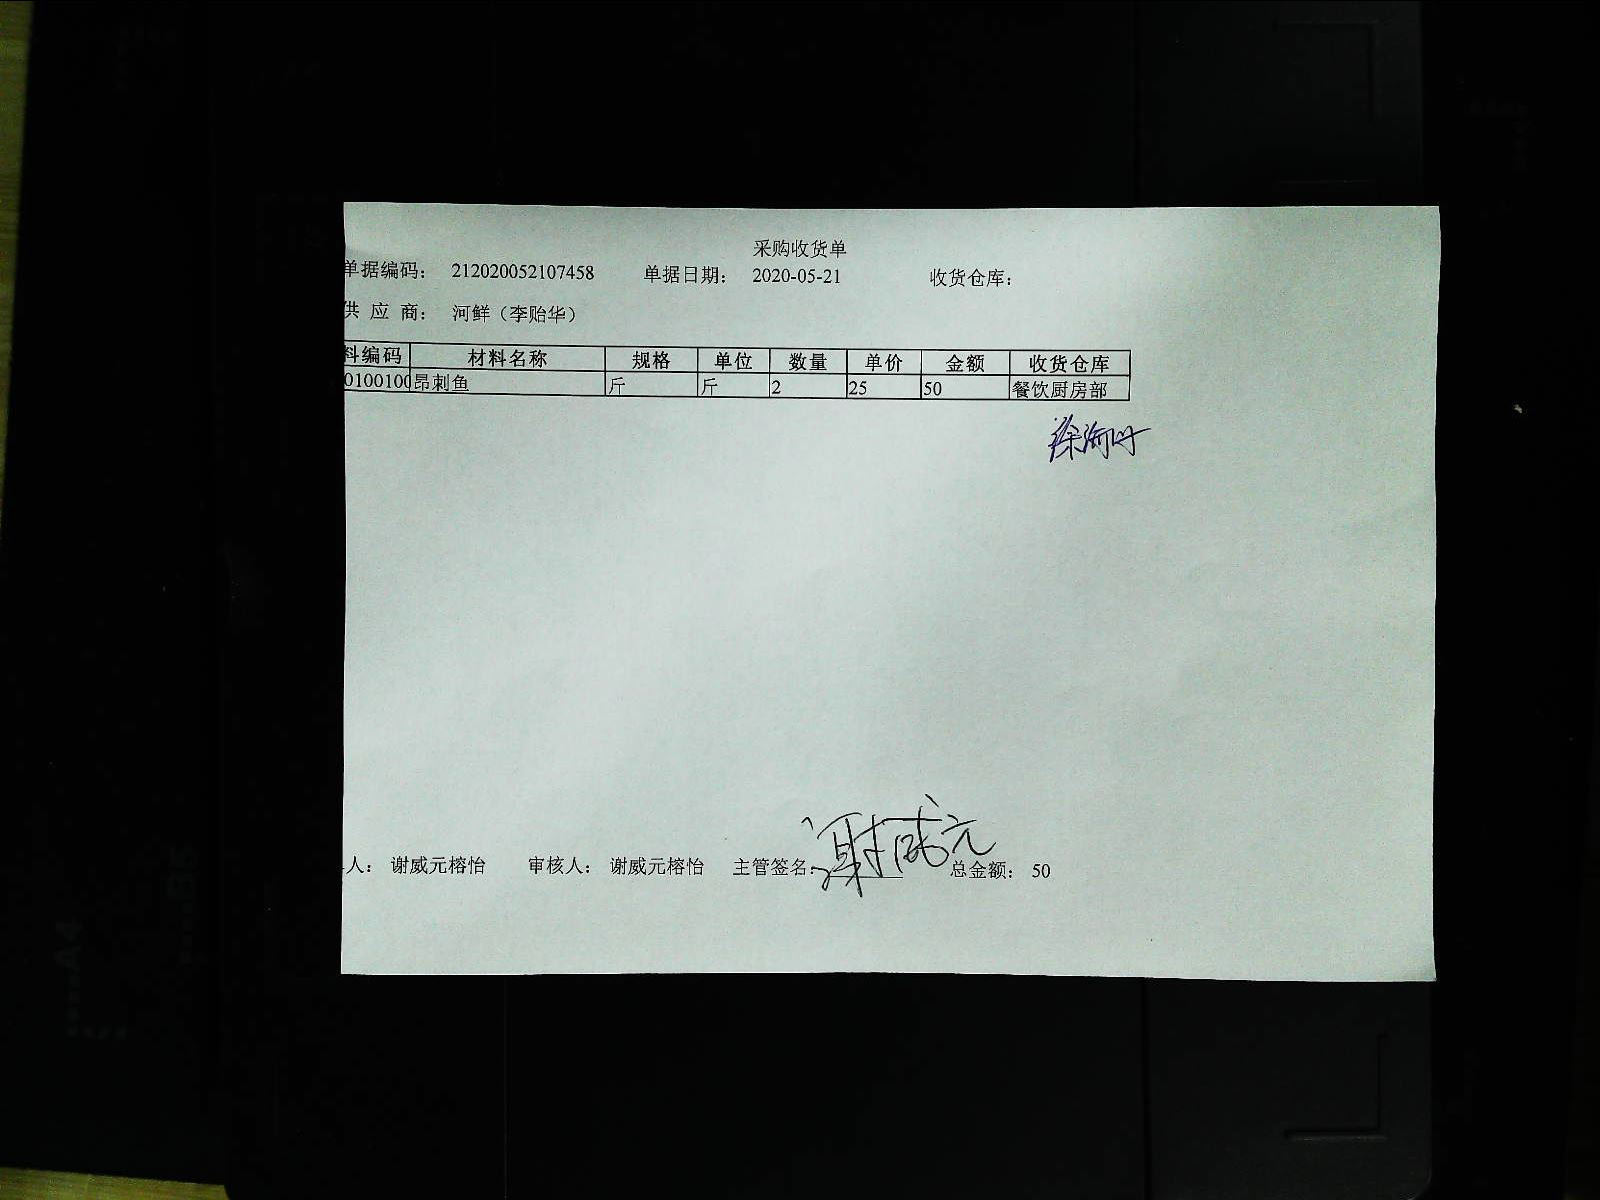 采购收货单
单据编码： 212020052107458 单据日期： 2020-05-21 收货仓库：
供 应 商： 河鲜（李贻华）
料编码 材料名称 规格 单位 数量 单价 金额 收货仓库
0100100 昂刺鱼 斤 斤 2 25 50 餐饮厨房部
人： 谢威元榕怡 审核人： 谢威元榕怡 主管签名： 谢威元 总金额： 50